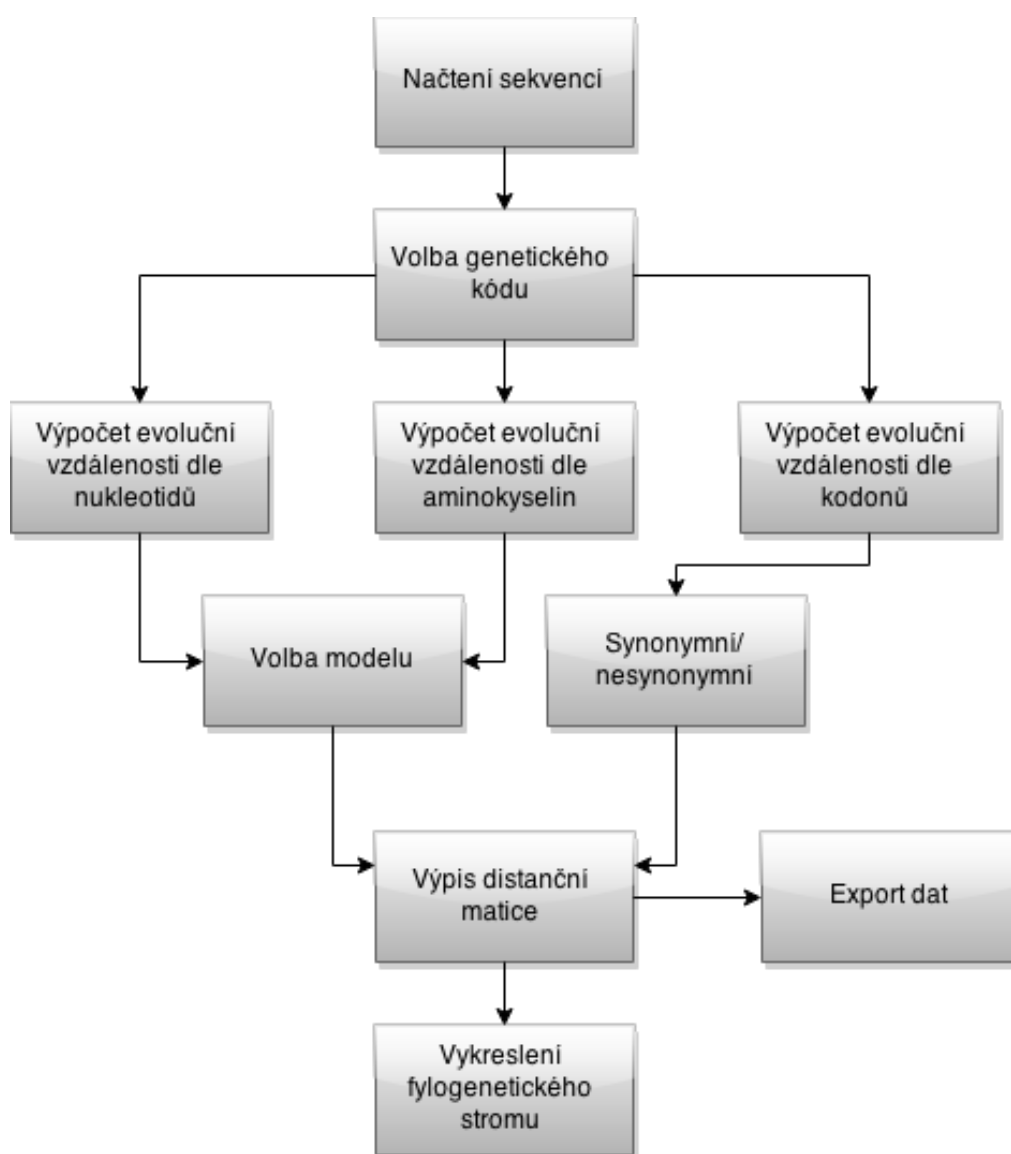 Načtení sekvencí
Volba genetického
kódu
Výpočet evoluční
vzdálenosti dle
nukleotidů
Výpočet evoluční
vzdálenosti dle
aminokyselin
Výpočet evoluční
vzdálenosti dle
kodonů
Volba modelu
Synonymní/
nesynonymní
Výpis distanční
matice
Export dat
Vykreslení
fylogenetického
stromu